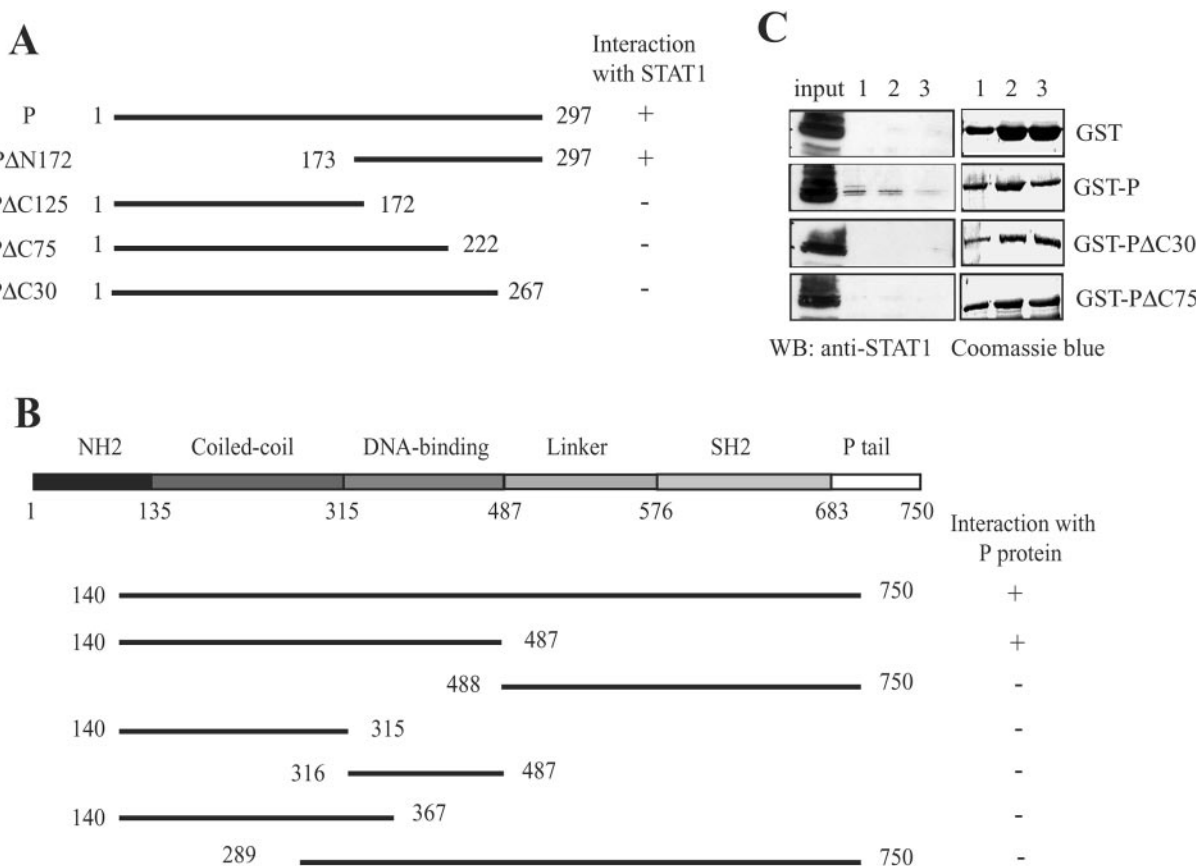 A
Interaction
with STAT1
P 1 297 +
PΔN172 173 297 +
PΔC125 1 172 -
PΔC75 1 222 -
PΔC30 1 267 -
C
input 1 2 3 1 2 3
GST
GST-P
GST-PΔC30
GST-PΔC75
WB: anti-STAT1 Coomassie blue
B
NH2 Coiled-coil DNA-binding Linker SH2 P tail
1 135 315 487 576 683 750
Interaction with
P protein
140 750 +
140 487 +
488 750 -
140 315 -
316 487 -
140 367 -
289 750 -